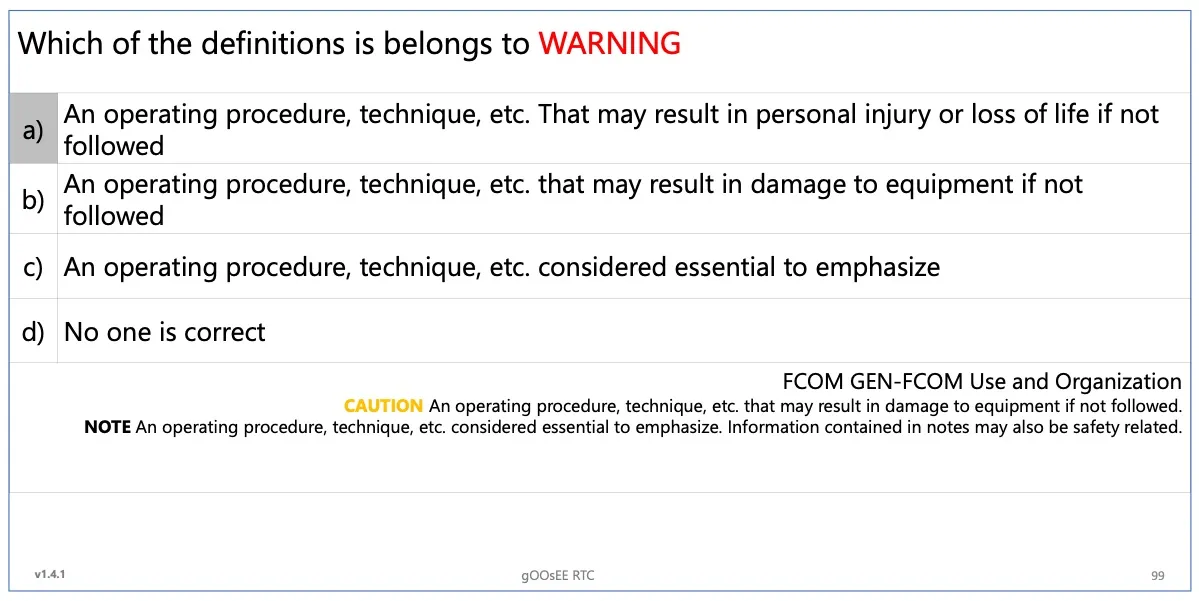 Which of the definitions is belongs to WARNING
a) An operating procedure, technique, etc. That may result in personal injury or loss of life if not
followed
b) An operating procedure, technique, etc. that may result in damage to equipment if not
followed
c) An operating procedure, technique, etc. considered essential to emphasize
d) No one is correct
FCOM GEN-FCOM Use and Organization
CAUTION An operating procedure, technique, etc. that may result in damage to equipment if not followed.
NOTE An operating procedure, technique, etc. considered essential to emphasize. Information contained in notes may also be safety related.
v1.4.1 gOOsEE RTC 99